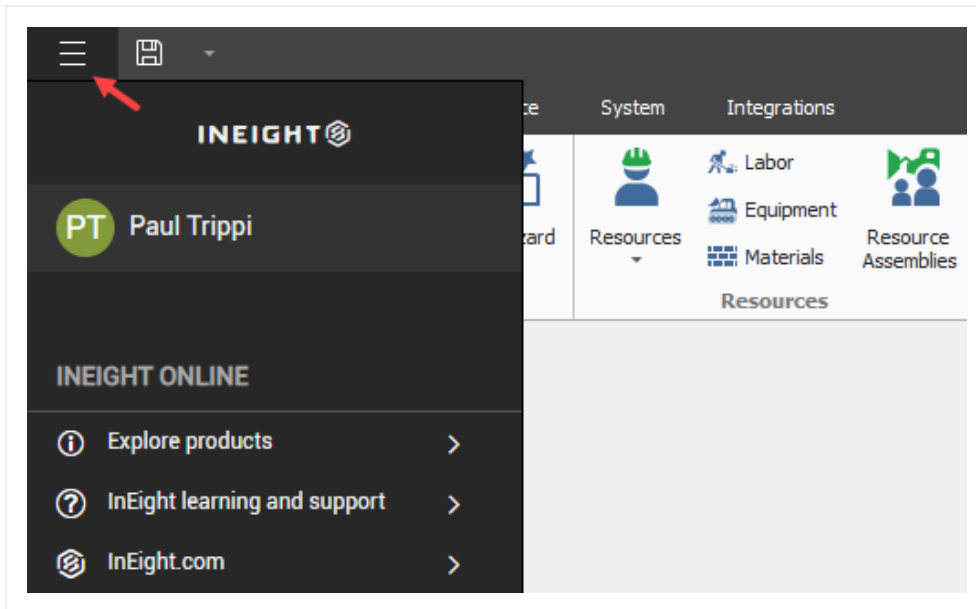 INEIGHT
PT Paul Trippi
INEIGHT ONLINE
Explore products
InEight learning and support
InEight.com
System
Integrations
Resources
Labor
Equipment
Materials
Resource
Assemblies
Resources